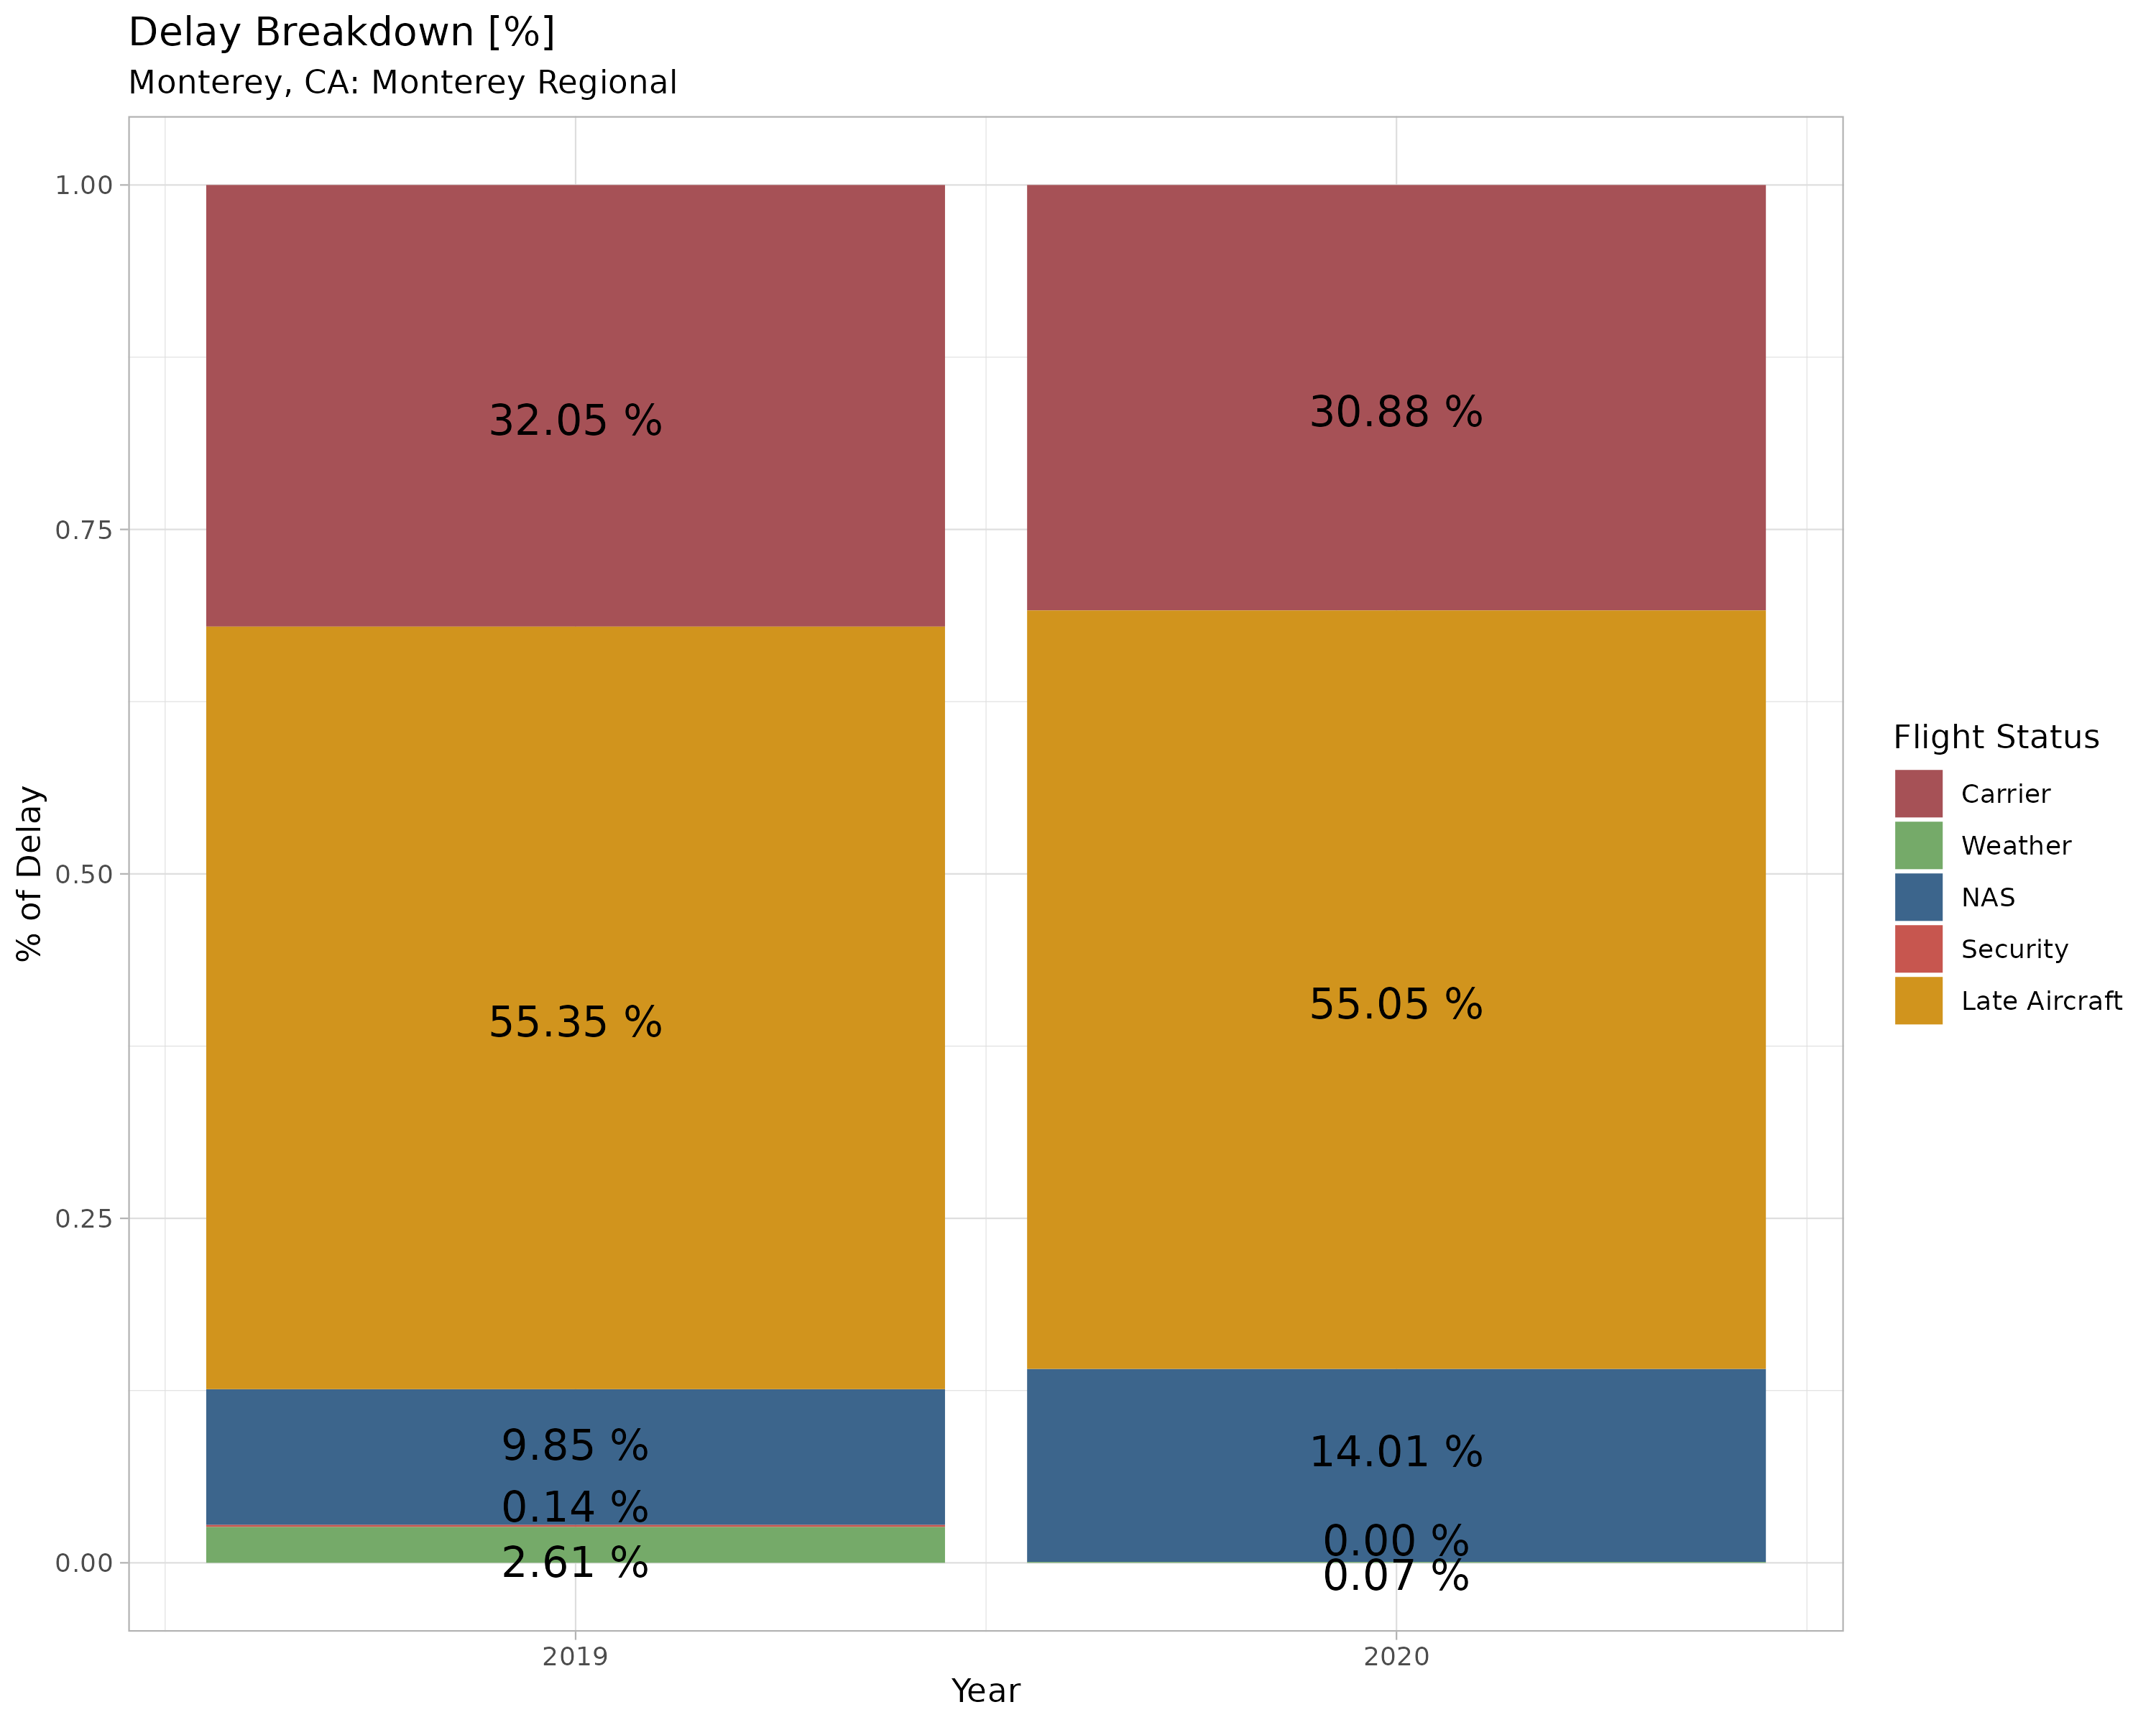 Delay Breakdown [%]
Monterey, CA: Monterey Regional
% of Delay
1.00
0.75
0.50
0.25
0.00
32.05 %
55.35 %
9.85 %
0.14 %
2.61 %
30.88 %
55.05 %
14.01 %
0.00 %
0.07 %
2019
2020
Year
Flight Status
Carrier
Weather
NAS
Security
Late Aircraft